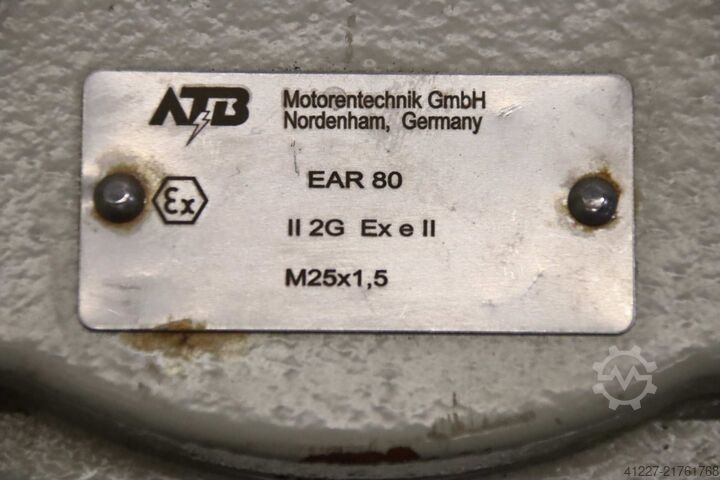 ATB
Motorentechnik GmbH
Nordenham, Germany
EAR 80
Ex
II 2G Ex e II
M25x1,5
41227-21761768